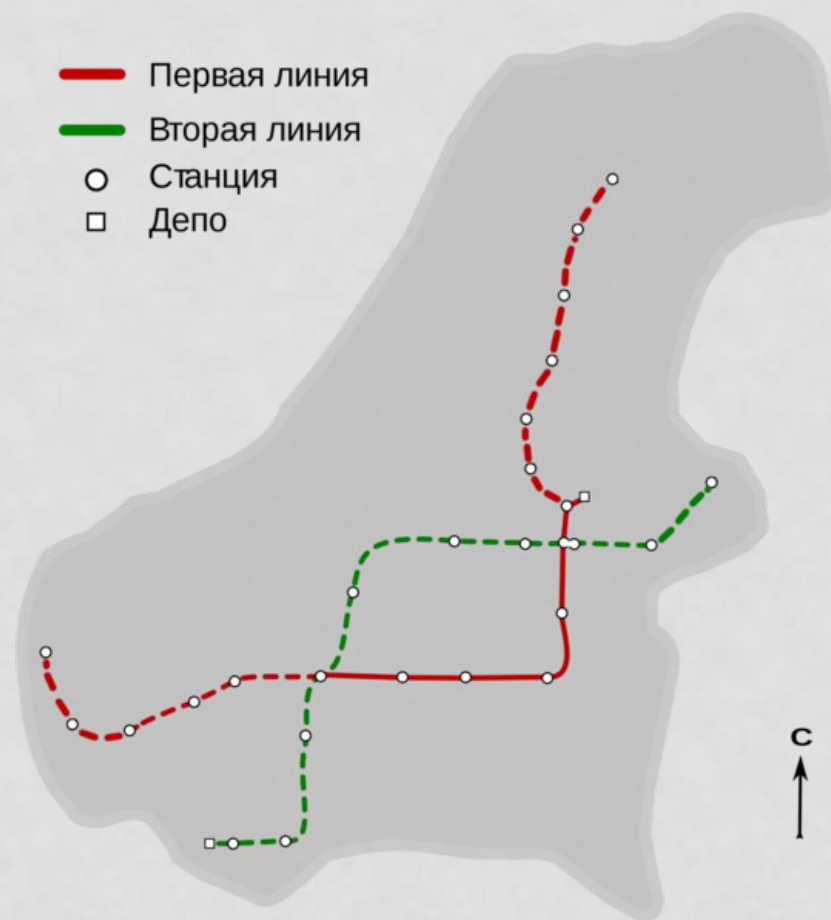 Первая линия
Вторая линия
Станция
Депо
С